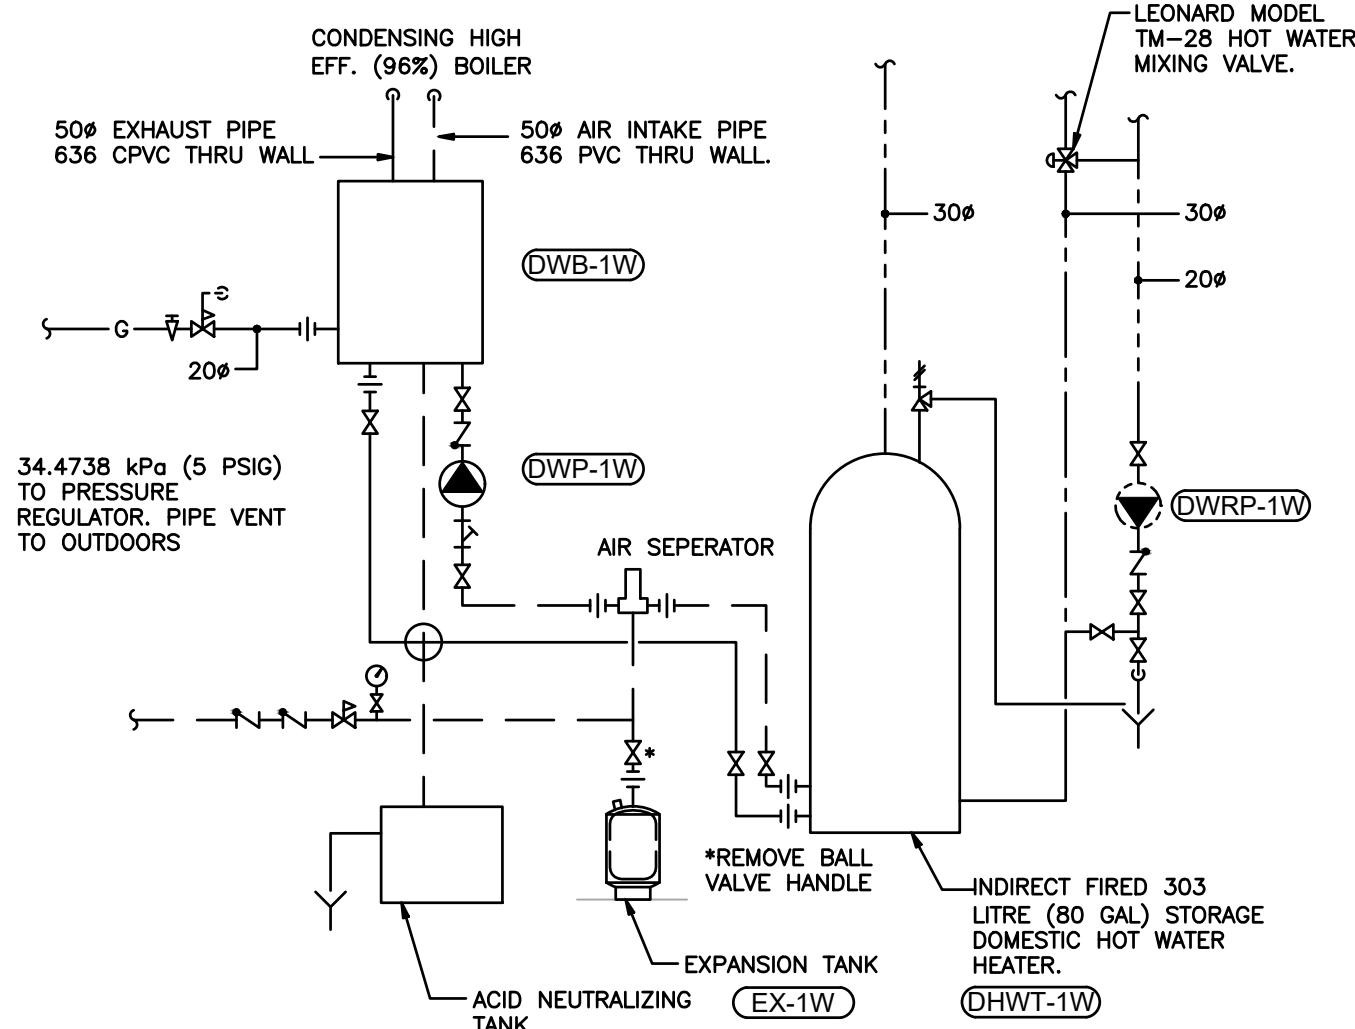 LEONARD MODEL
TM-28 HOT WATER
MIXING VALVE.
CONDENSING HIGH
EFF. (96%) BOILER
50ø EXHAUST PIPE
636 CPVC THRU WALL
50ø AIR INTAKE PIPE
636 PVC THRU WALL.
30ø
30ø
DWB-1W
20ø
G
20ø
34.4738 kPa (5 PSIG)
TO PRESSURE
REGULATOR. PIPE VENT
TO OUTDOORS
DWP-1W
DWRP-1W
AIR SEPERATOR
*
*REMOVE BALL
VALVE HANDLE
INDIRECT FIRED 303
LITRE (80 GAL) STORAGE
DOMESTIC HOT WATER
HEATER.
EXPANSION TANK
ACID NEUTRALIZING
TANK
EX-1W
DHWT-1W